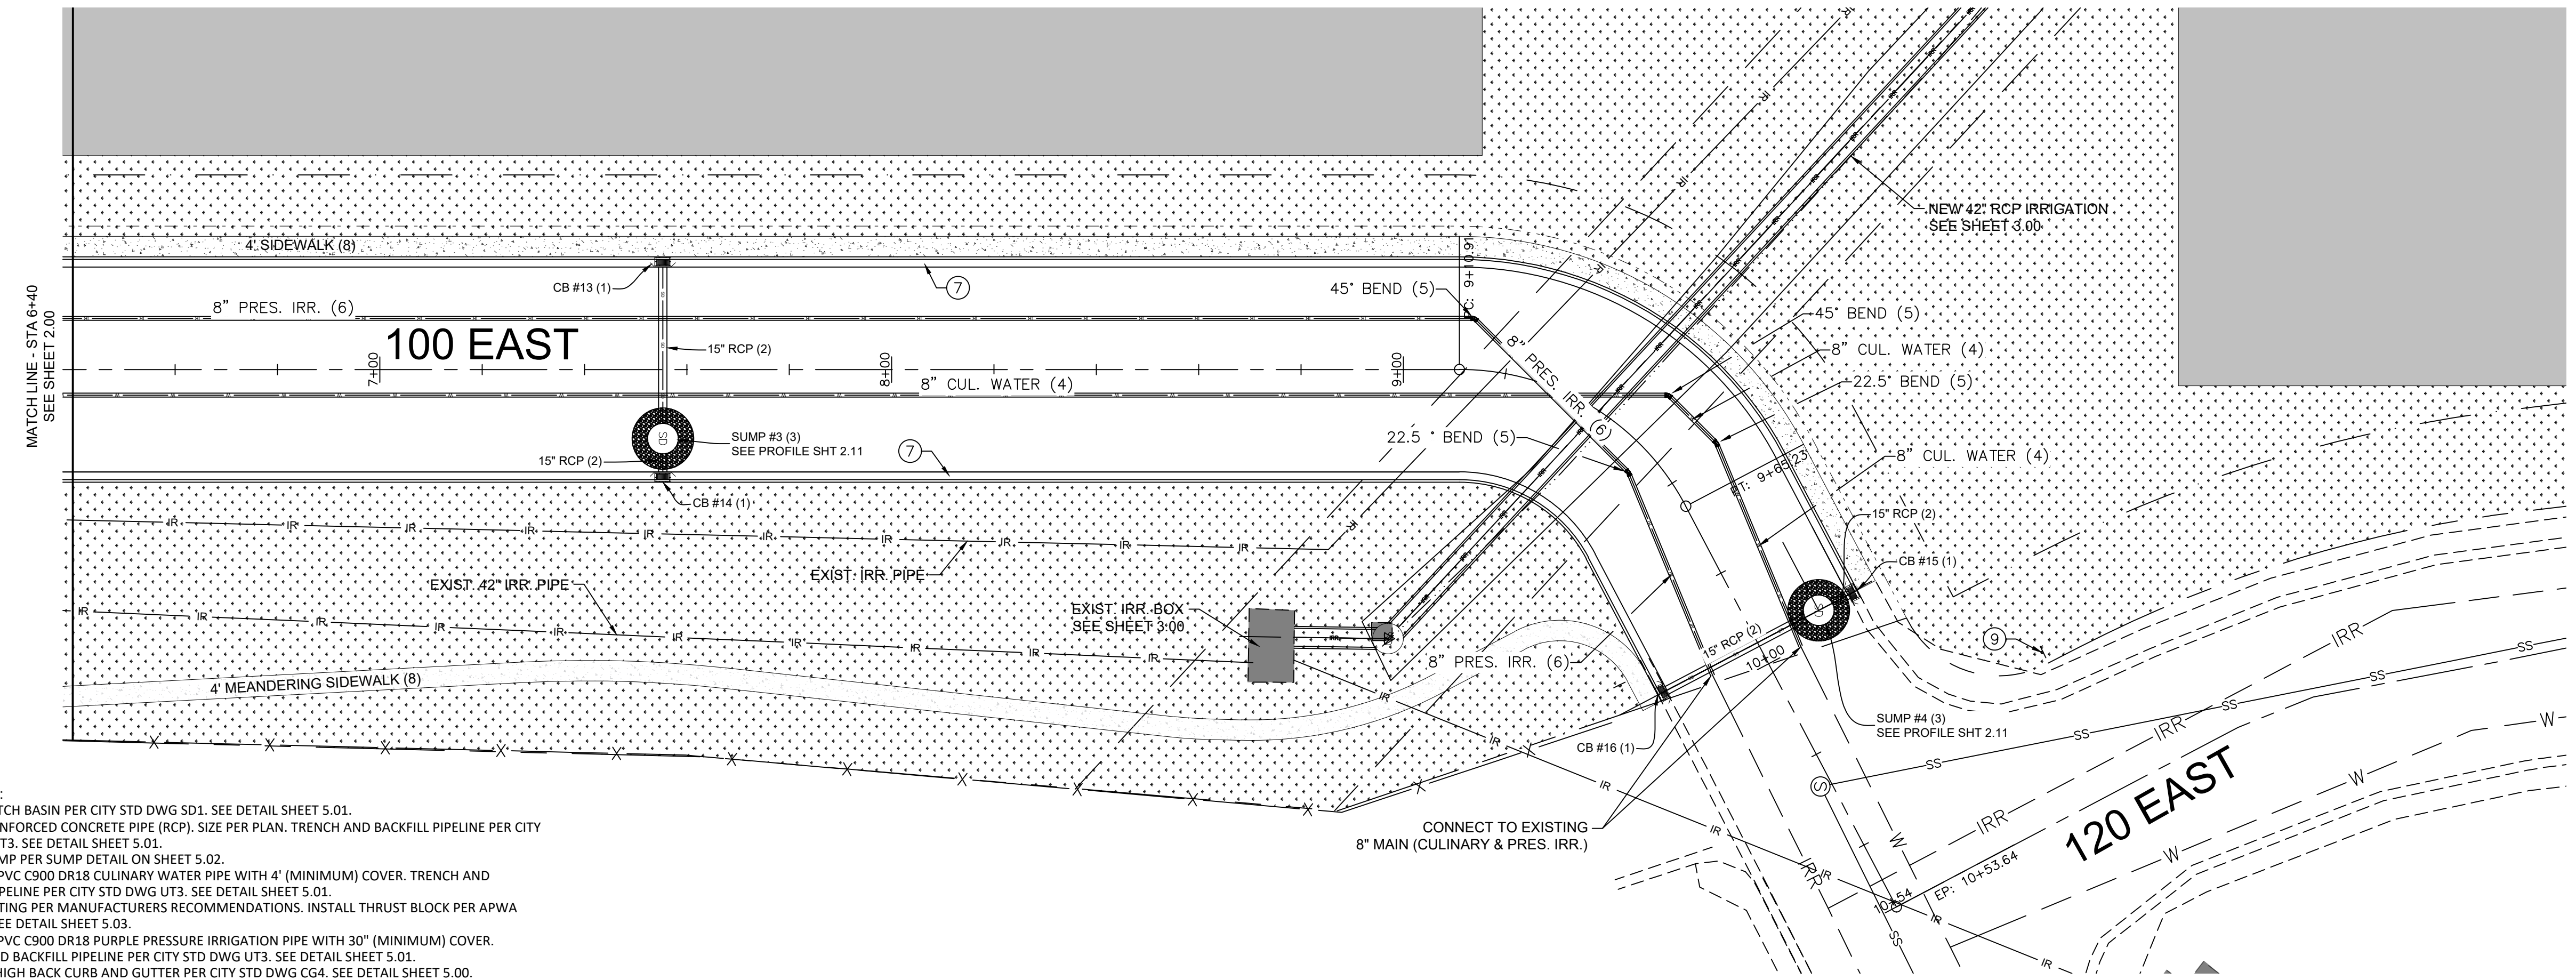 MATCH LINE - STA 6+40
SEE SHEET 2.00
4' SIDEWALK (8)
8" PRES. IRR. (6)
100 EAST
7+00
CB #13 (1)
15" RCP (2)
SUMP #3 (3)
SEE PROFILE SHT 2.11
SD
15" RCP (2)
CB #14 (1)
7
7
8+00
8" CUL. WATER (4)
9+00
PC: 9+10.91
45° BEND (5)
8" PRES. IRR. (6)
22.5 ° BEND (5)
NEW 42" RCP IRRIGATION
SEE SHEET 3.00
45° BEND (5)
8" CUL. WATER (4)
22.5° BEND (5)
8" CUL. WATER (4)
PT: 9+65.23
15" RCP (2)
CB #15 (1)
SD
9
EXIST. IRR. PIPE
EXIST. 42" IRR. PIPE
EXIST. IRR. BOX
SEE SHEET 3.00
4' MEANDERING SIDEWALK (8)
8" PRES. IRR. (6)
15" RCP (2)
10+00
CB #16 (1)
SUMP #4 (3)
SEE PROFILE SHT 2.11
CONNECT TO EXISTING
8" MAIN (CULINARY & PRES. IRR.)
120 EAST
10+54
EP: 10+53.64
IR
IRR
SS
W
S
X
:
TCH BASIN PER CITY STD DWG SD1. SEE DETAIL SHEET 5.01.
NFORCED CONCRETE PIPE (RCP). SIZE PER PLAN. TRENCH AND BACKFILL PIPELINE PER CITY
T3. SEE DETAIL SHEET 5.01.
MP PER SUMP DETAIL ON SHEET 5.02.
PVC C900 DR18 CULINARY WATER PIPE WITH 4' (MINIMUM) COVER. TRENCH AND
PELINE PER CITY STD DWG UT3. SEE DETAIL SHEET 5.01.
TING PER MANUFACTURERS RECOMMENDATIONS. INSTALL THRUST BLOCK PER APWA
EE DETAIL SHEET 5.03.
PVC C900 DR18 PURPLE PRESSURE IRRIGATION PIPE WITH 30" (MINIMUM) COVER.
D BACKFILL PIPELINE PER CITY STD DWG UT3. SEE DETAIL SHEET 5.01.
HIGH BACK CURB AND GUTTER PER CITY STD DWG CG4. SEE DETAIL SHEET 5.00.